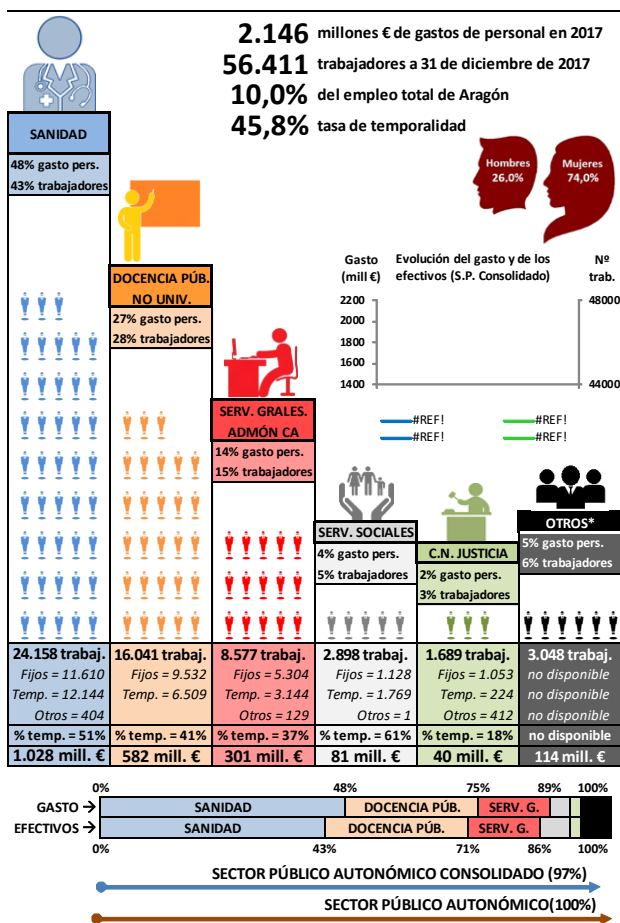 2.146 millones € de gastos de personal en 2017
56.411 trabajadores a 31 de diciembre de 2017
10,0% del empleo total de Aragón
45,8% tasa de temporalidad
Hombres
26,0%
Mujeres
74,0%
SANIDAD
48% gasto pers.
43% trabajadores
DOCENCIA PÚB.
NO UNIV.
27% gasto pers.
28% trabajadores
SERV. GRALES.
ADMÓN CA
14% gasto pers.
15% trabajadores
Gasto
(mill €)
Evolución del gasto y de los
efectivos (S.P. Consolidado)
Nº
trab.
2200
2000
1800
1600
1400
48000
44000
#REF!
#REF!
#REF!
#REF!
SERV. SOCIALES
4% gasto pers.
5% trabajadores
C.N. JUSTICIA
2% gasto pers.
3% trabajadores
OTROS*
5% gasto pers.
6% trabajadores
24.158 trabaj.
Fijos = 11.610
Temp. = 12.144
Otros = 404
% temp. = 51%
1.028 mill. €
16.041 trabaj.
Fijos = 9.532
Temp. = 6.509
% temp. = 41%
582 mill. €
8.577 trabaj.
Fijos = 5.304
Temp. = 3.144
Otros = 129
% temp. = 37%
301 mill. €
2.898 trabaj.
Fijos = 1.128
Temp. = 1.769
Otros = 1
% temp. = 61%
81 mill. €
1.689 trabaj.
Fijos = 1.053
Temp. = 224
Otros = 412
% temp. = 18%
40 mill. €
3.048 trabaj.
no disponible
no disponible
no disponible
no disponible
114 mill. €
0% 48% 75% 89% 100%
GASTO → SANIDAD DOCENCIA PÚB. SERV. G.
EFECTIVOS → SANIDAD DOCENCIA PÚB. SERV. G.
0% 43% 71% 86% 100%
SECTOR PÚBLICO AUTONÓMICO CONSOLIDADO (97%)
SECTOR PÚBLICO AUTONÓMICO(100%)